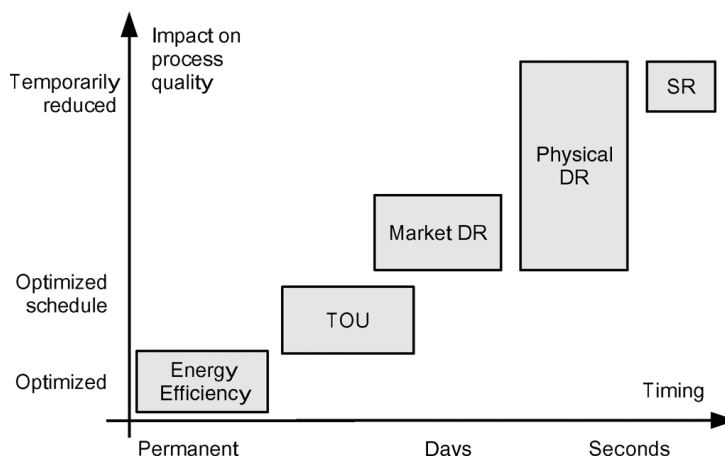 Impact on
process
quality
Temporarily
reduced
SR
Physical
DR
Market DR
Optimized
schedule
TOU
Optimized
Energy
Efficiency
Timing
Permanent
Days
Seconds